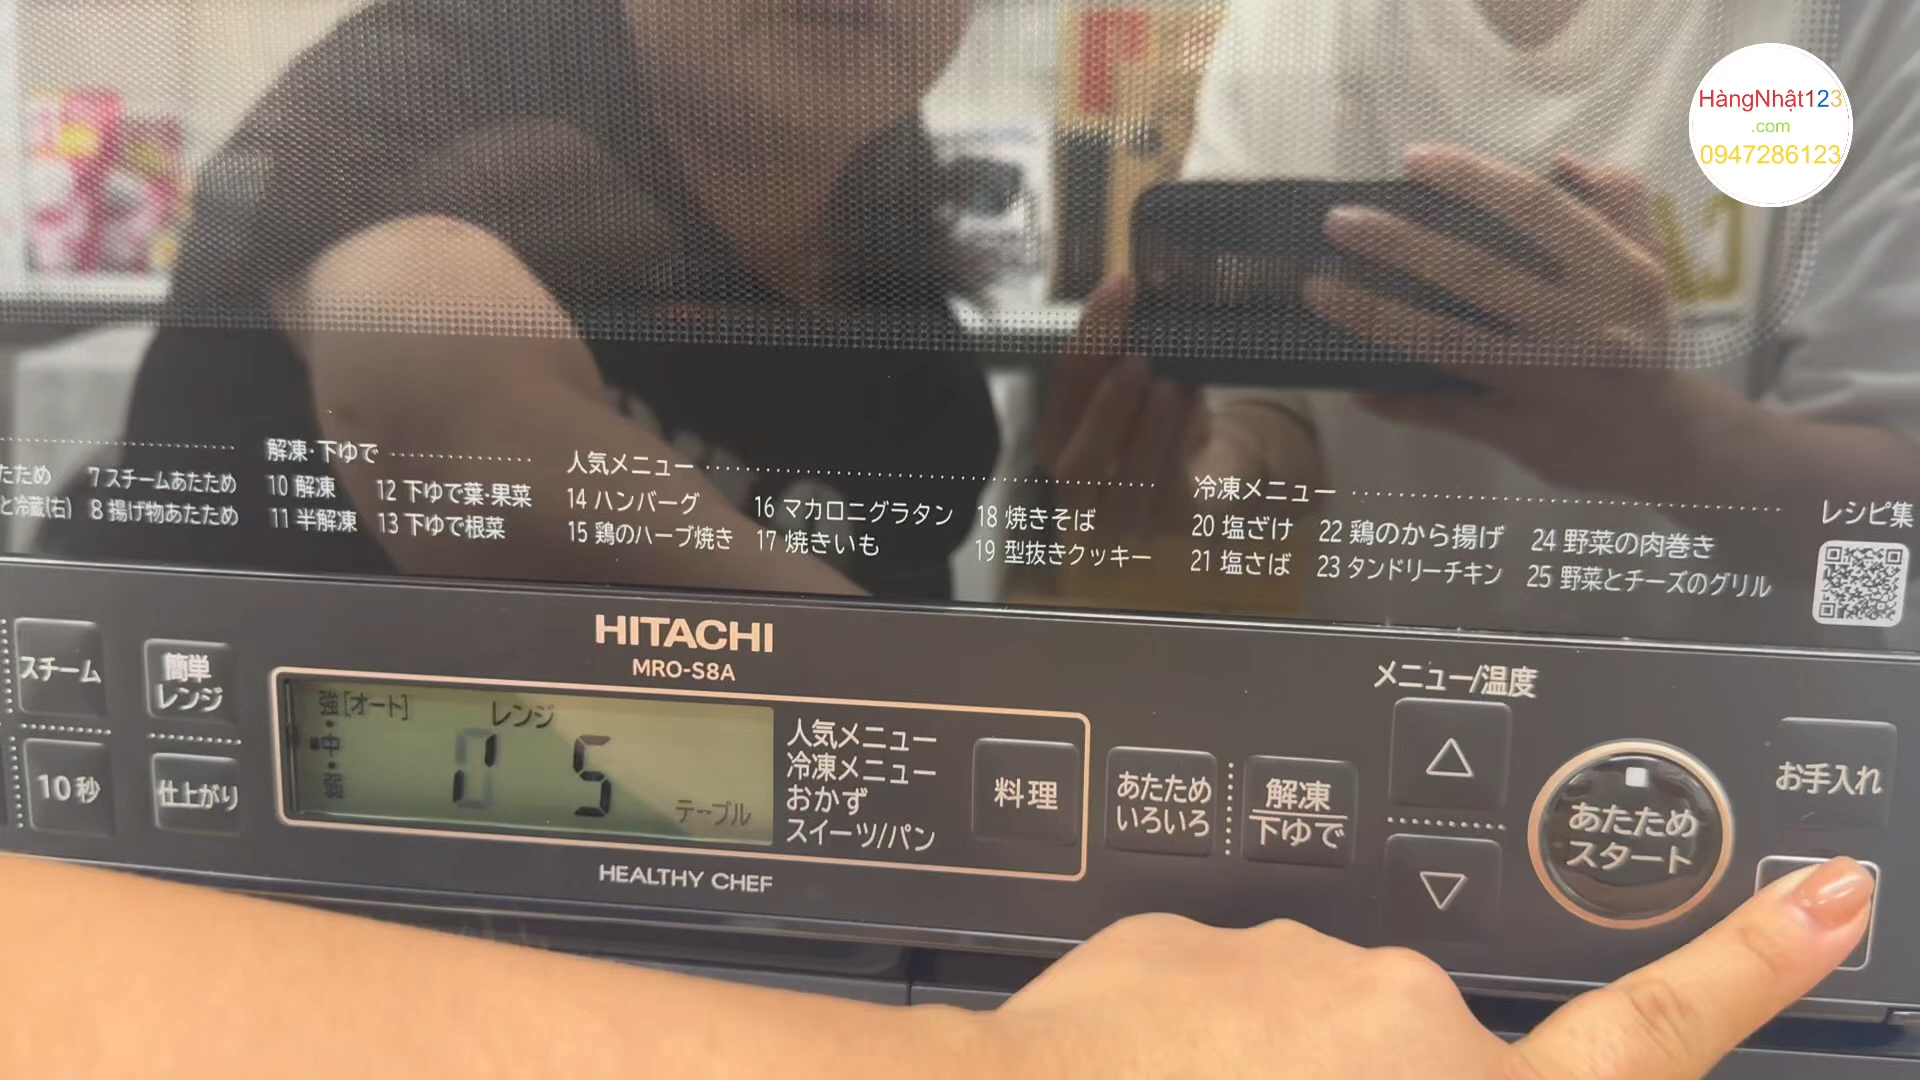 HàngNhật123
.com
0947286123
たため
7 スチームあたため
と冷蔵(右)
8 揚げ物あたため
解凍・下ゆで
10 解凍
12 下ゆで葉・果菜
11 半解凍
13 下ゆで根菜
人気メニュー
14 ハンバーグ
16 マカロニグラタン
18 焼きそば
15 鶏のハーブ焼き
17 焼きいも
19 型抜きクッキー
冷凍メニュー
20 塩ざけ
22 鶏のから揚げ
24 野菜の肉巻き
21 塩さば
23 タンドリーチキン
25 野菜とチーズのグリル
レシピ集
HITACHI
MRO-S8A
スチーム
簡単
レンジ
10秒
仕上がり
強[オート]
中
弱
レンジ
5
テーブル
人気メニュー
冷凍メニュー
おかず
スイーツ/パン
料理
HEALTHY CHEF
あたため
いろいろ
解凍
下ゆで
メニュー/温度
△
▽
あたため
スタート
お手入れ